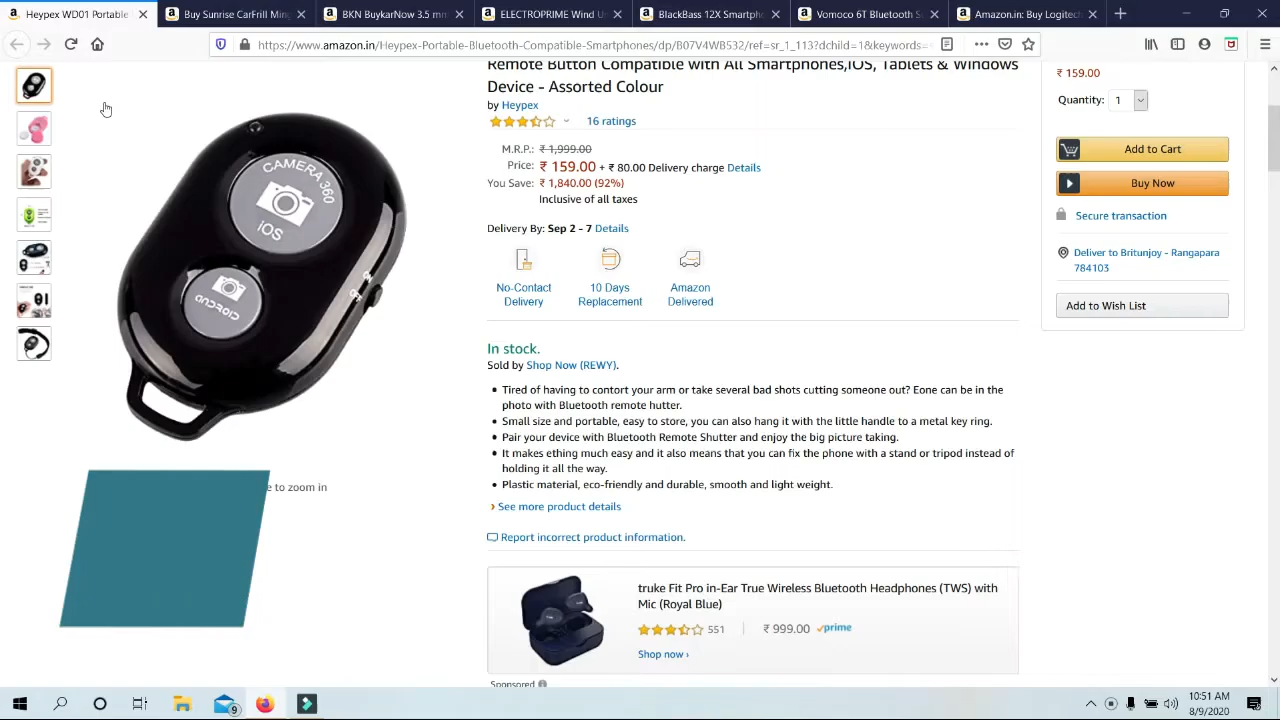 Heypex WD01 Portable
Buy Sunrise CarFrill Ming
BKN BuykarNow 3.5 mm
ELECTROPRIME Wind U
BlackBass 12X Smartph
Vomoco 61 Bluetooth S
Amazon.in: Buy Logitech
https://www.amazon.in/Heypex-Portable-Bluetooth-Compatible-Smartphones/dp/B07V4W6532/ref=sr_1_113?dchild=1&keywords=
Remote Button Compatible with All Smartphones,iOS, Tablets & Windows
Device - Assorted Colour
by Heypex
16 ratings
M.R.P.: ₹ 1,999.00
Price: ₹ 159.00 + ₹ 80.00 Delivery charge Details
You Save: ₹ 1,840.00 (92%)
Inclusive of all taxes
Delivery By: Sep 2 - 7 Details
No-Contact
Delivery
10 Days
Replacement
Amazon
Delivered
In stock.
Sold by Shop Now (REWY).
Tired of having to contort your arm or take several bad shots cutting someone out? Eone can be in the
photo with Bluetooth remote hutter.
Small size and portable, easy to store, you can also hang it with the little handle to a metal key ring.
Pair your device with Bluetooth Remote Shutter and enjoy the big picture taking.
It makes ething much easy and it also means that you can fix the phone with a stand or tripod instead of
holding it all the way.
Plastic material, eco-friendly and durable, smooth and light weight.
› See more product details
Report incorrect product information.
truke Fit Pro in-Ear True Wireless Bluetooth Headphones (TWS) with
Mic (Royal Blue)
551
₹ 999.00
prime
Shop now ›
Sponsored
₹ 159.00
Quantity: 1
Add to Cart
Buy Now
Secure transaction
Deliver to Britunjoy - Rangapara
784103
Add to Wish List
CAMERA 360
iOS
ANDROID
ON
OFF
e to zoom in
9
10:51 AM
8/9/2020